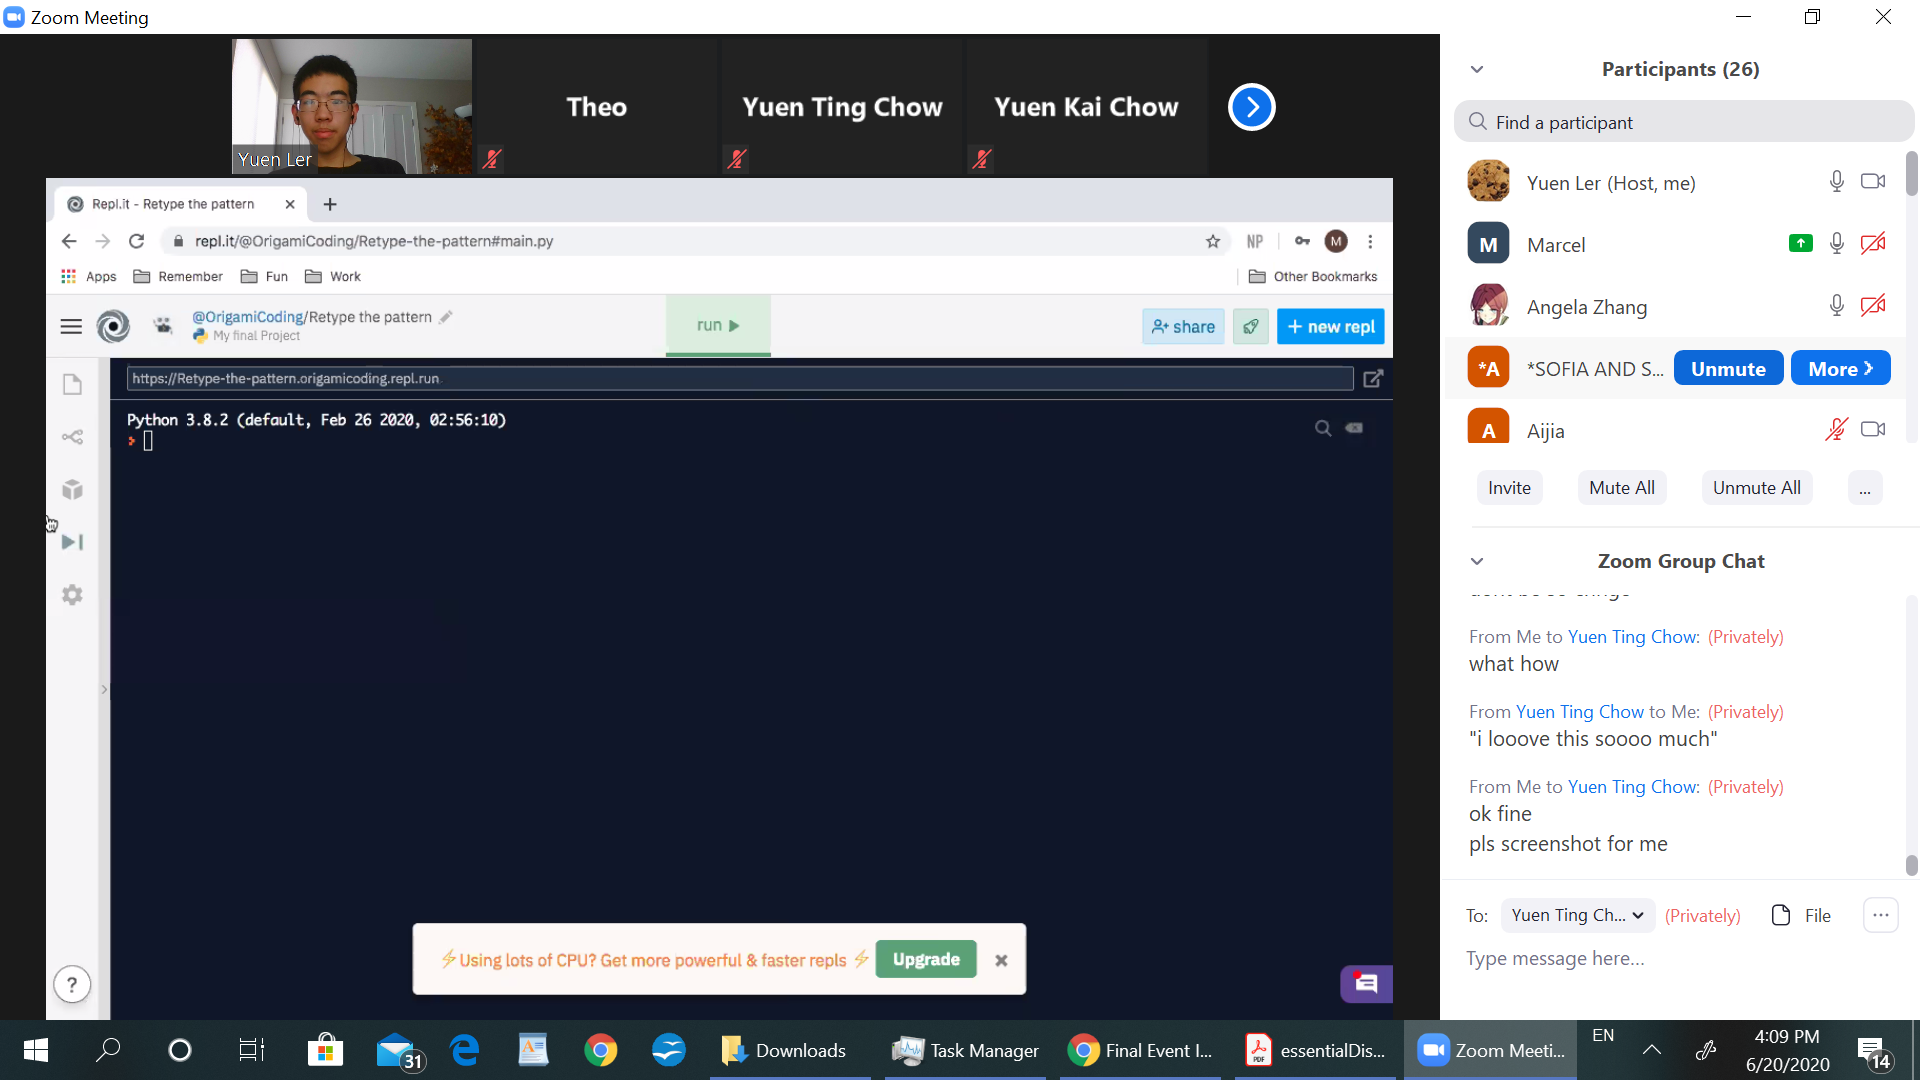 Zoom Meeting
Yuen Ler
Theo
Yuen Ting Chow
Yuen Kai Chow
Repl.it - Retype the pattern
repl.it/@OrigamiCoding/Retype-the-pattern#main.py
NP
M
Apps
Remember
Fun
Work
Other Bookmarks
@OrigamiCoding/Retype the pattern
My final Project
run
share
+ new repl
https://Retype-the-pattern.origamicoding.repl.run
Python 3.8.2 (default, Feb 26 2020, 02:56:10)
Using lots of CPU? Get more powerful & faster repls
Upgrade
?
Participants (26)
Find a participant
Yuen Ler (Host, me)
M
Marcel
Angela Zhang
*A
*SOFIA AND S...
Unmute
More
A
Aijia
Invite
Mute All
Unmute All
...
Zoom Group Chat
From Me to Yuen Ting Chow: (Privately)
what how
From Yuen Ting Chow to Me: (Privately)
"i looove this soooo much"
From Me to Yuen Ting Chow: (Privately)
ok fine
pls screenshot for me
To:
Yuen Ting Ch...
(Privately)
File
...
Type message here...
31
Downloads
Task Manager
Final Event I...
PDF
essentialDis...
Zoom Meeti...
EN
4:09 PM
6/20/2020
14